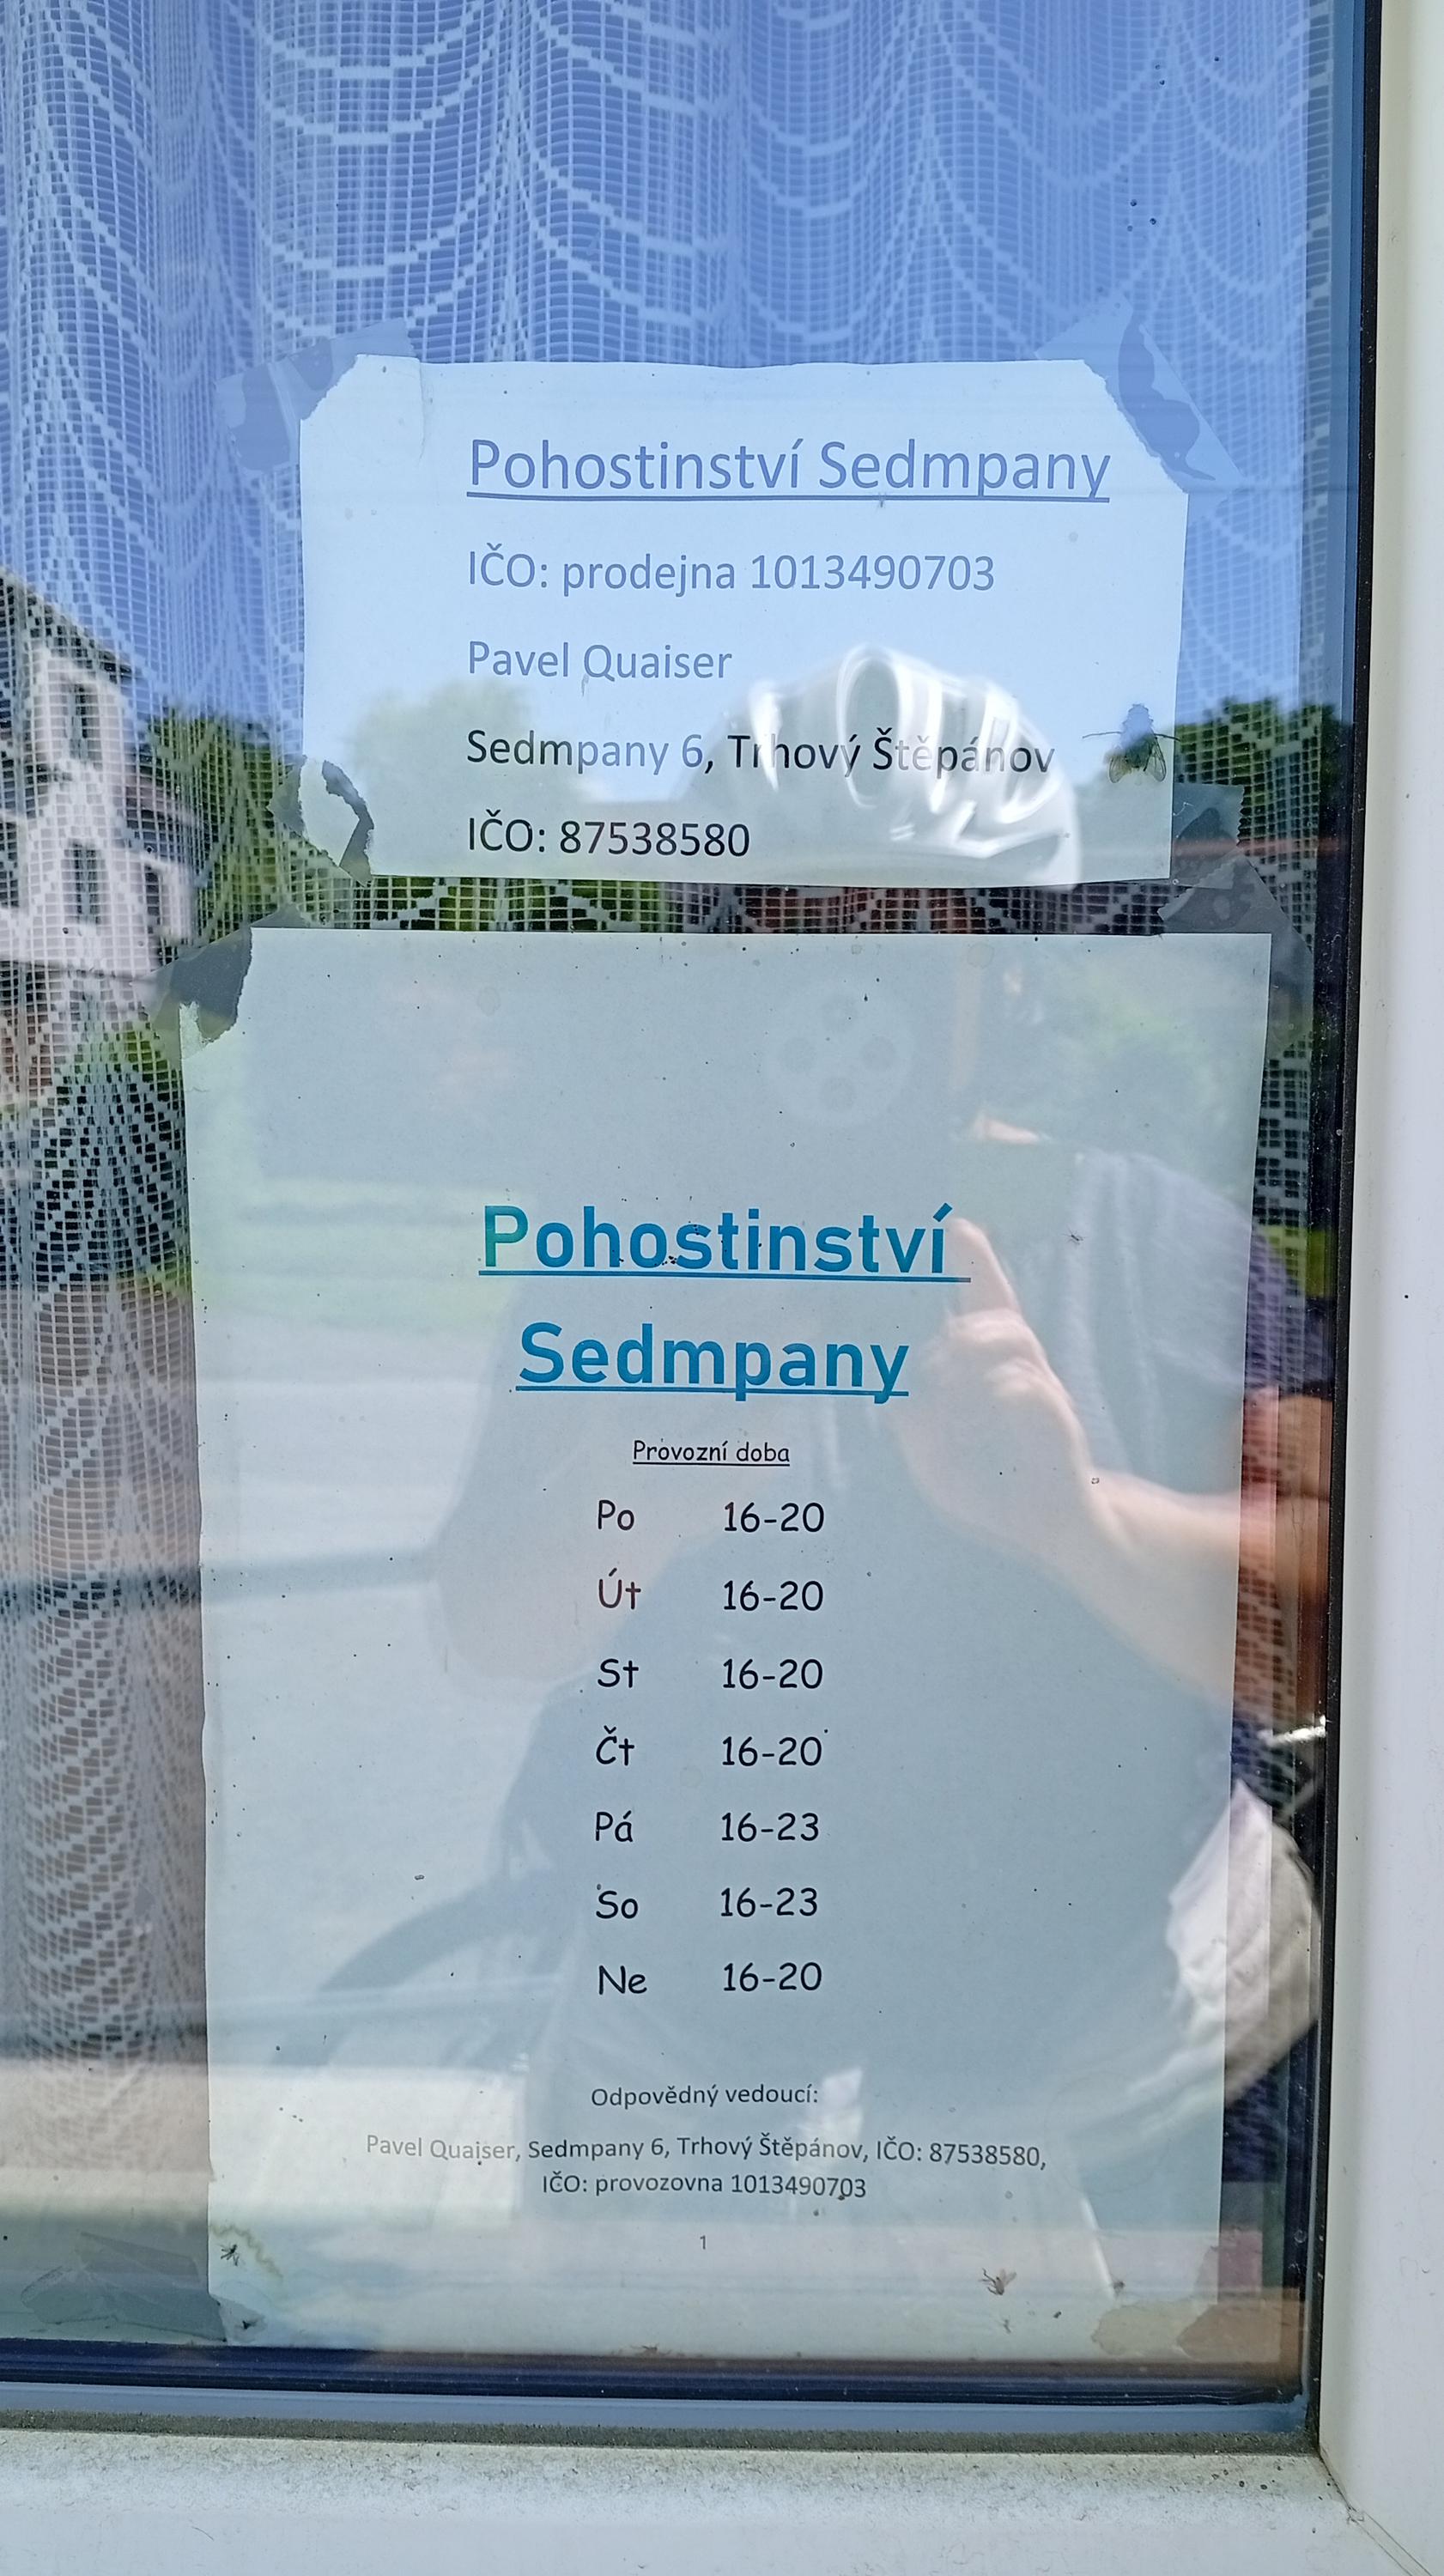 Pohostinství Sedmpany
IČO: prodejna 1013490703
Pavel Quaiser
Sedmpany 6, Trhový Štěpánov
IČO: 87538580
Pohostinství
Sedmpany
Provozní doba
Po 16-20
Út 16-20
St 16-20
Čt 16-20
Pá 16-23
So 16-23
Ne 16-20
Odpovědný vedoucí:
Pavel Quaiser, Sedmpany 6, Trhový Štěpánov, IČO: 87538580,
IČO: provozovna 1013490703
1